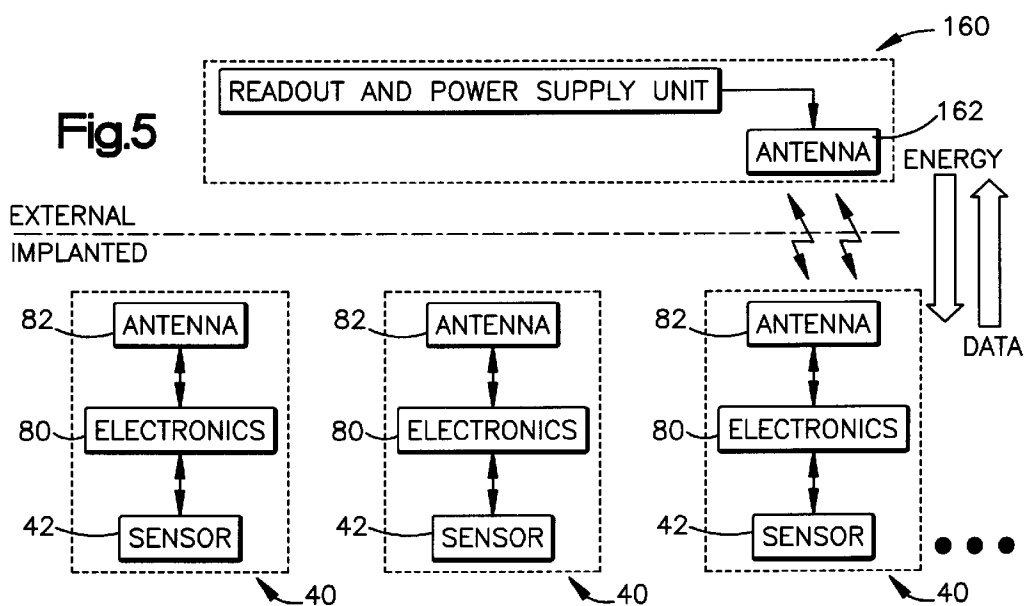 160
READOUT AND POWER SUPPLY UNIT
Fig.5
162
ANTENNA
ENERGY
EXTERNAL
IMPLANTED
82 ANTENNA
82 ANTENNA
82 ANTENNA
DATA
80 ELECTRONICS
80 ELECTRONICS
80 ELECTRONICS
42 SENSOR
42 SENSOR
42 SENSOR
40
40
40